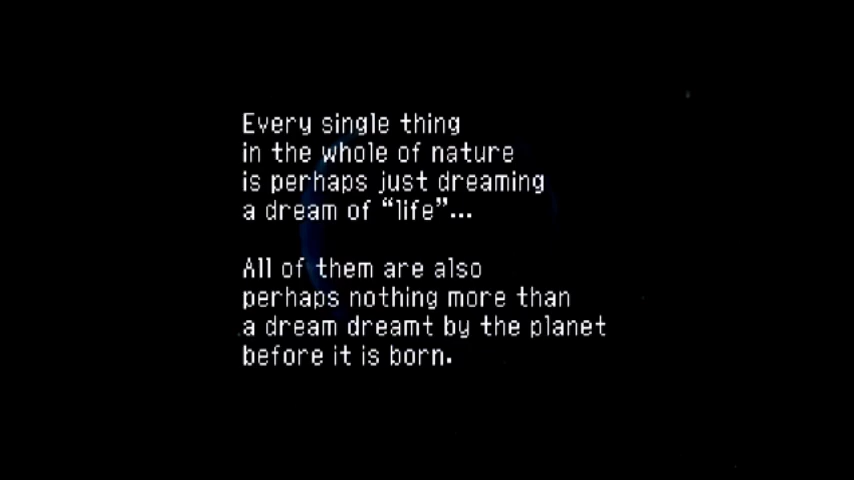 Every single thing
in the whole of nature
is perhaps just dreaming
a dream of “life”...
All of them are also
perhaps nothing more than
a dream dreamt by the planet
before it is born.